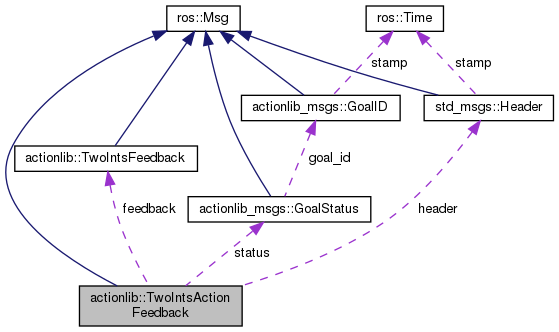 ros::Msg
ros::Time
stamp
stamp
actionlib_msgs::GoalID
std_msgs::Header
actionlib::TwoIntsFeedback
goal_id
feedback
actionlib_msgs::GoalStatus
header
status
actionlib::TwoIntsAction
Feedback